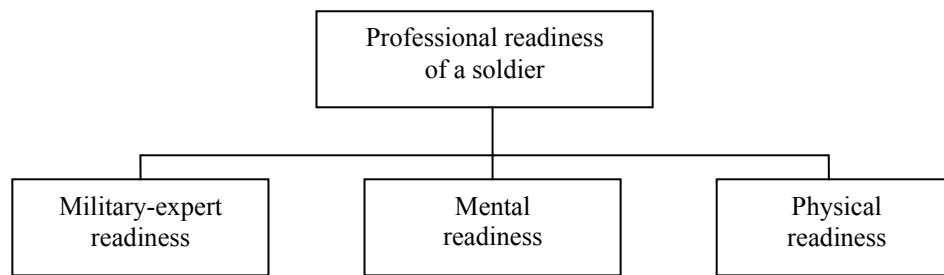 Professional readiness
of a soldier
Military-expert
readiness
Mental
readiness
Physical
readiness